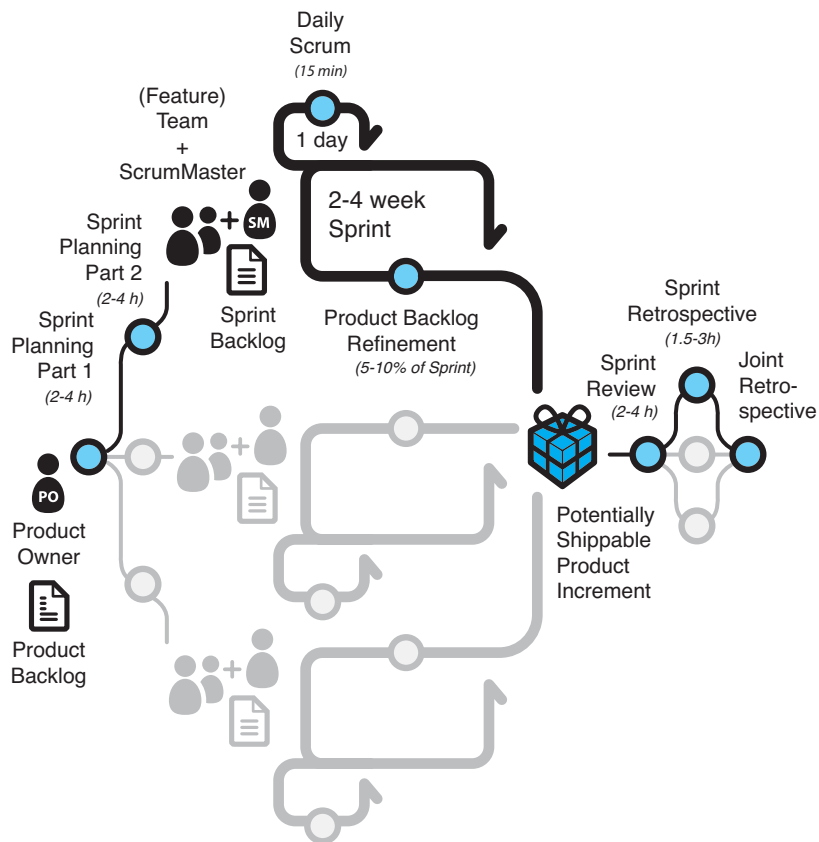 Daily
Scrum
(15 min)
1 day
(Feature)
Team
+
ScrumMaster
+
SM
Sprint
Planning
Part 2
(2-4 h)
2-4 week
Sprint
Sprint
Backlog
Sprint
Planning
Part 1
(2-4 h)
Product Backlog
Refinement
(5-10% of Sprint)
Sprint
Retrospective
(1.5-3h)
Sprint
Review
(2-4 h)
Joint
Retro-
spective
+
PO
Product
Owner
Product
Backlog
Potentially
Shippable
Product
Increment
+